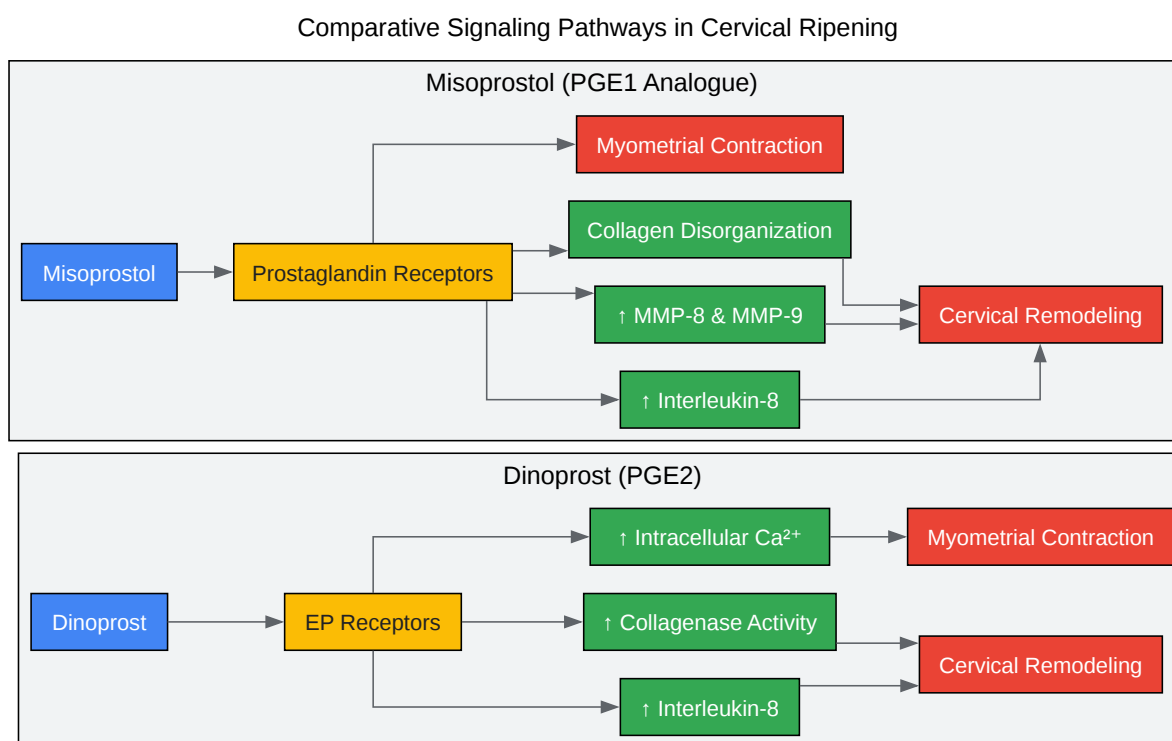 Comparative Signaling Pathways in Cervical Ripening
Misoprostol (PGE1 Analogue)
Myometrial Contraction
Collagen Disorganization
Misoprostol
Prostaglandin Receptors
↑ MMP-8 & MMP-9
Cervical Remodeling
↑ Interleukin-8
Dinoprost (PGE2)
↑ Intracellular Ca²⁺
Myometrial Contraction
Dinoprost
EP Receptors
↑ Collagenase Activity
Cervical Remodeling
↑ Interleukin-8